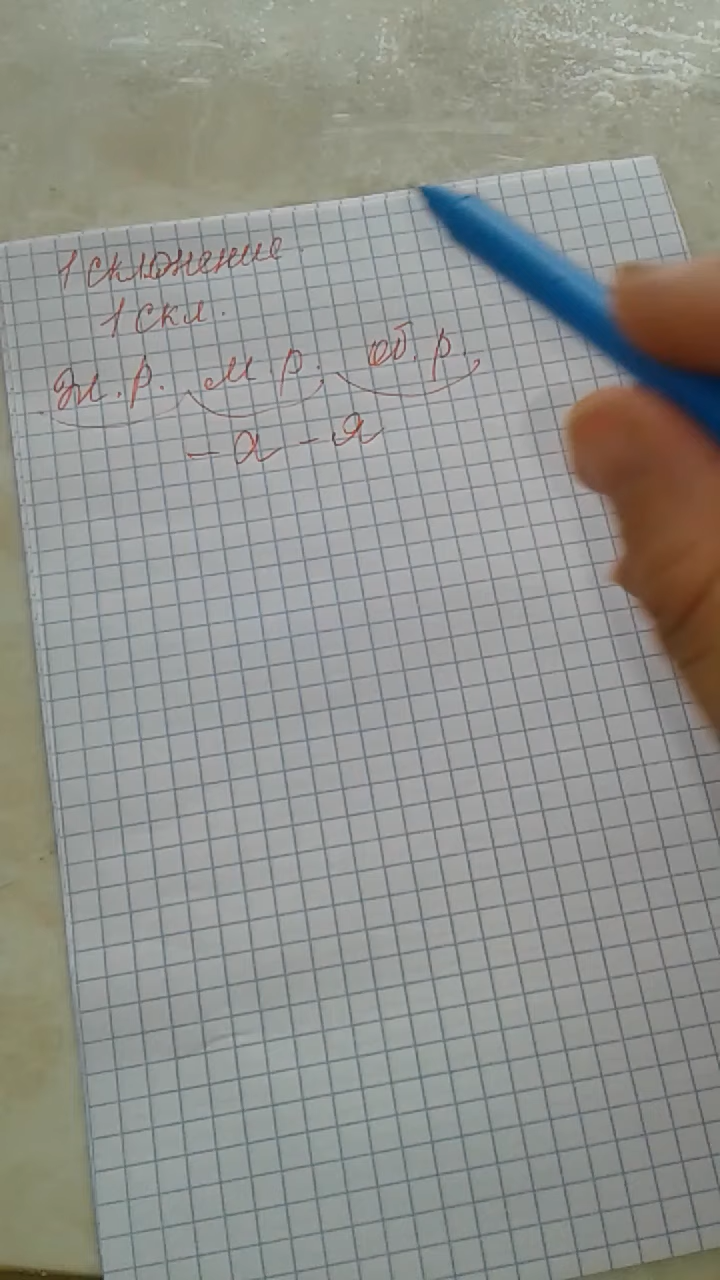 1 склонение
1 скл.
Ж. р. м. р., об. р.,
-а -я